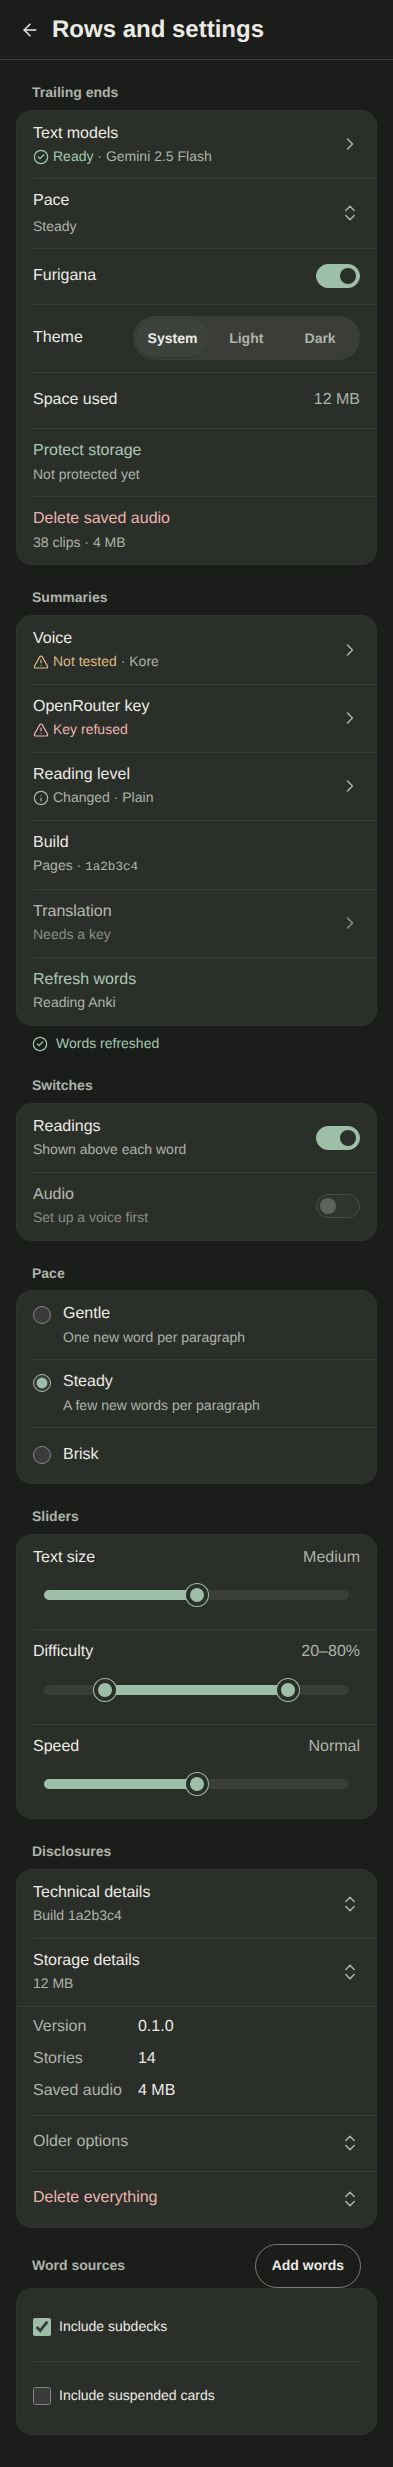 Rows and settings
Trailing ends
Text models
Ready · Gemini 2.5 Flash
Pace
Steady
Furigana
Theme System Light Dark
Space used 12 MB
Protect storage
Not protected yet
Delete saved audio
38 clips · 4 MB
Summaries
Voice
Not tested · Kore
OpenRouter key
Key refused
Reading level
Changed · Plain
Build
Pages · 1a2b3c4
Translation
Needs a key
Refresh words
Reading Anki
Words refreshed
Switches
Readings
Shown above each word
Audio
Set up a voice first
Pace
Gentle
One new word per paragraph
Steady
A few new words per paragraph
Brisk
Sliders
Text size Medium
Difficulty 20–80%
Speed Normal
Disclosures
Technical details
Build 1a2b3c4
Storage details
12 MB
Version 0.1.0
Stories 14
Saved audio 4 MB
Older options
Delete everything
Word sources Add words
Include subdecks
Include suspended cards